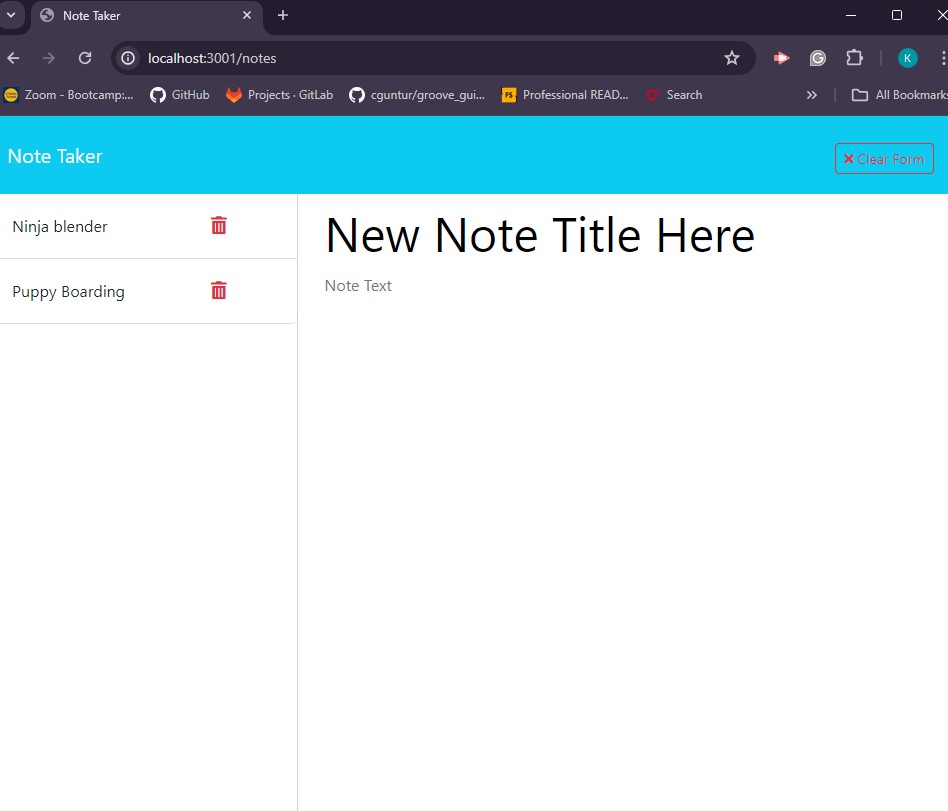 Note Taker
localhost:3001/notes
K
Zoom - Bootcamp:... GitHub Projects · GitLab cguntur/groove_gui... FS Professional READ... Search » All Bookmarks
Note Taker
Clear Form
Ninja blender
Puppy Boarding
New Note Title Here
Note Text